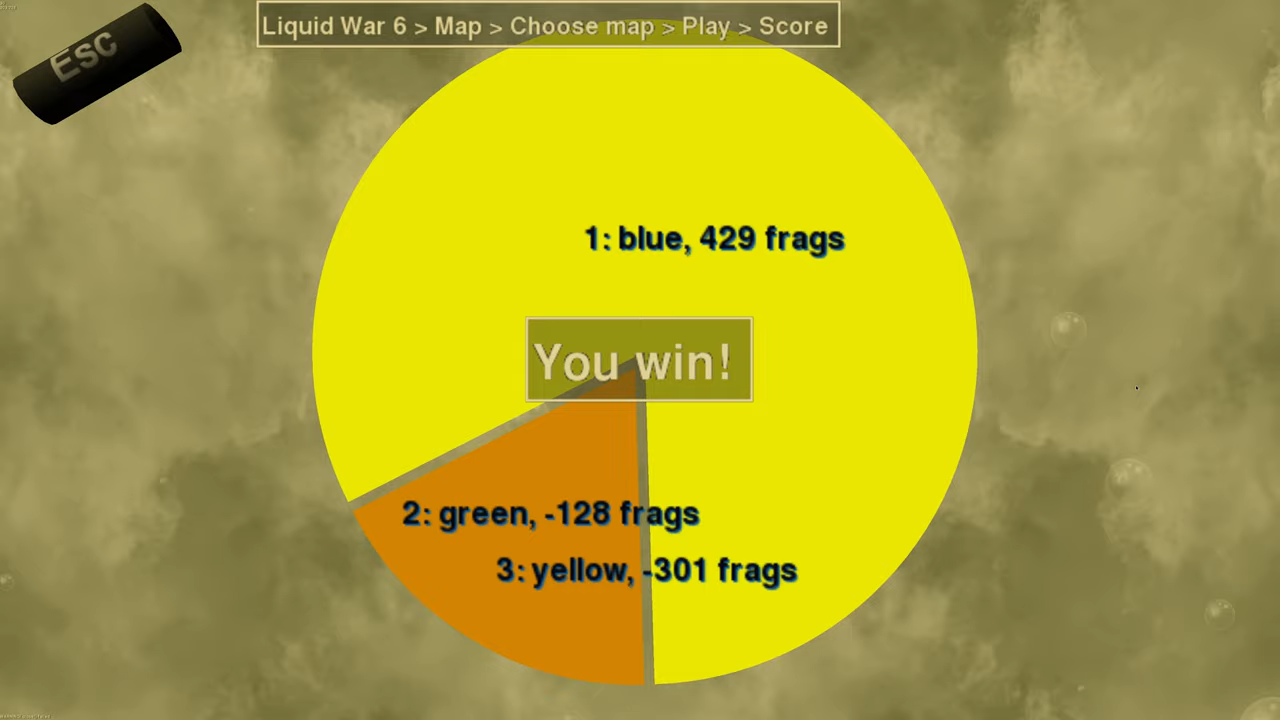 Liquid War 6 > Map > Choose map > Play > Score
ESC
1: blue, 429 frags
You win!
2: green, -128 frags
3: yellow, -301 frags